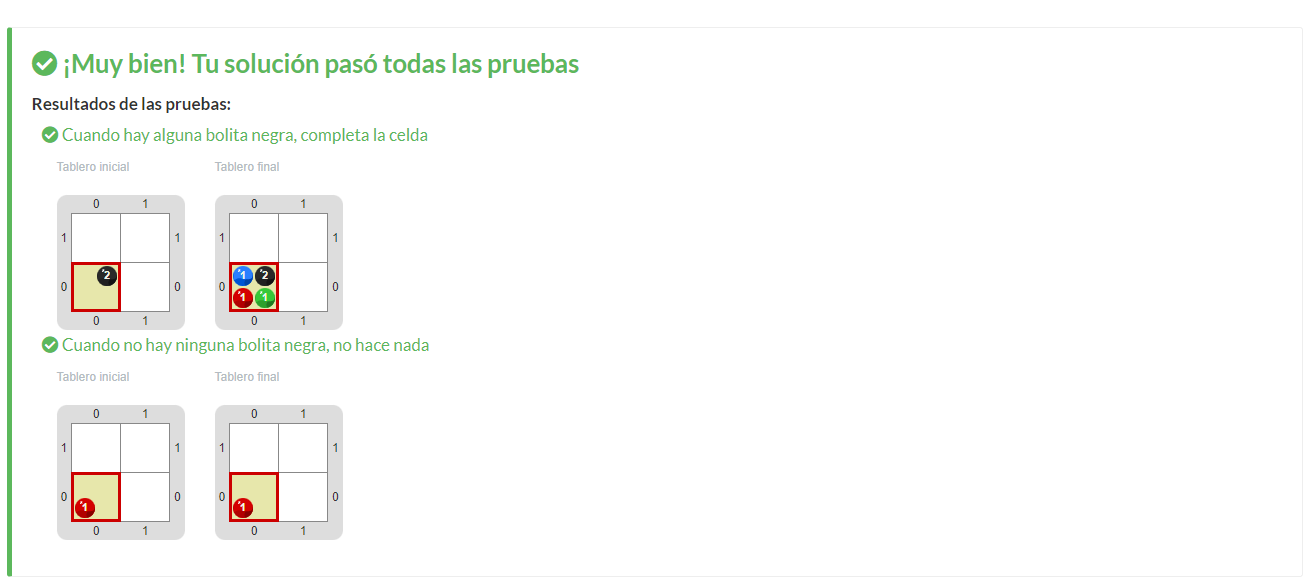 ¡Muy bien! Tu solución pasó todas las pruebas
Resultados de las pruebas:
Cuando hay alguna bolita negra, completa la celda
Tablero inicial Tablero final
0 1 0 1
1 1 1 1
2 1 2
0 0 0 0
1 1
0 1 0 1
Cuando no hay ninguna bolita negra, no hace nada
Tablero inicial Tablero final
0 1 0 1
1 1 1 1
0 0 0 0
1 1
0 1 0 1